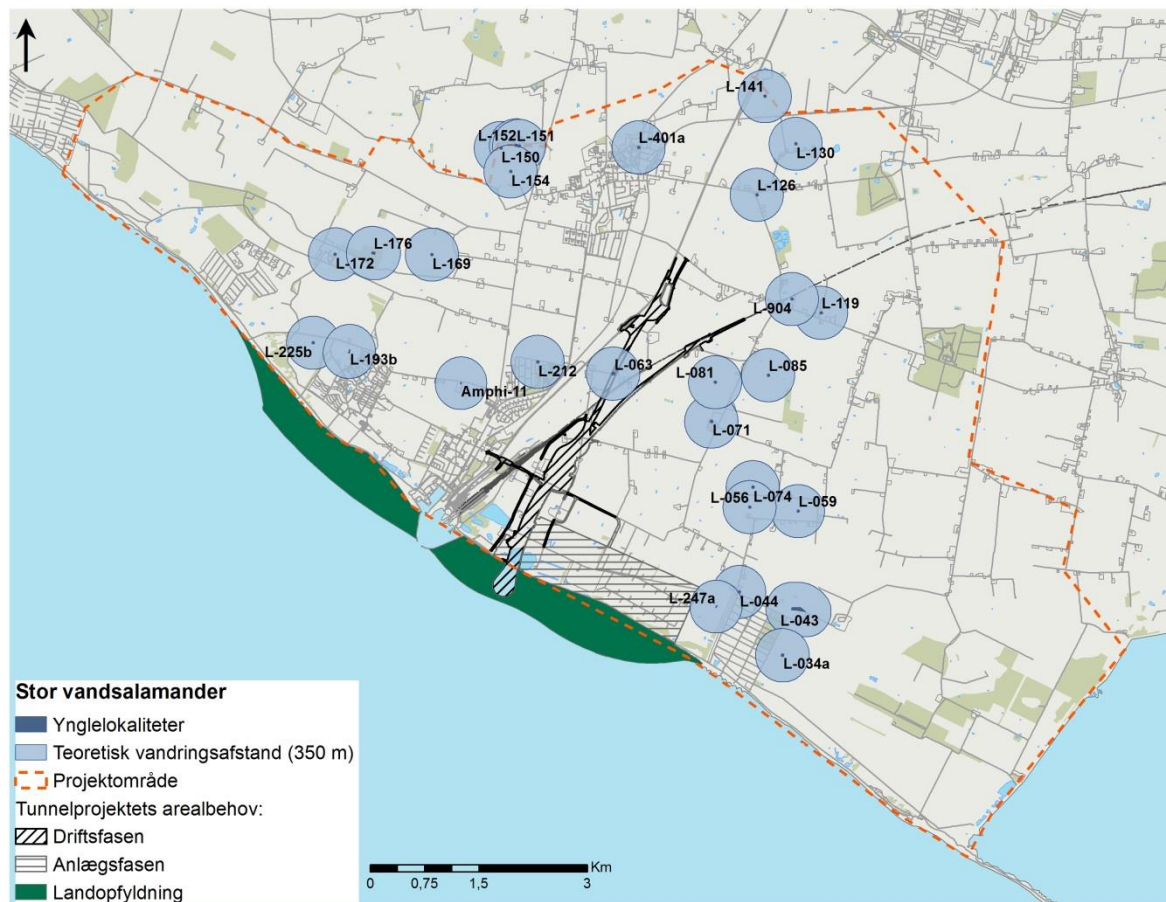 L-141
L-152
L-151
L-401a
L-130
L-150
L-154
L-126
L-176
L-172
L-169
L-904
L-119
L-225b
L-193b
L-212
L-063
L-081
L-085
Amphi-11
L-071
L-056
L-074
L-059
L-247a
L-044
L-043
L-034a
Stor vandsalamander
Ynglelokaliteter
Teoretisk vandringsafstand (350 m)
Projektområde
Tunnelprojektets arealbehov:
Driftsfasen
Anlægsfasen
Landopfyldning
Km
0 0,75 1,5 3